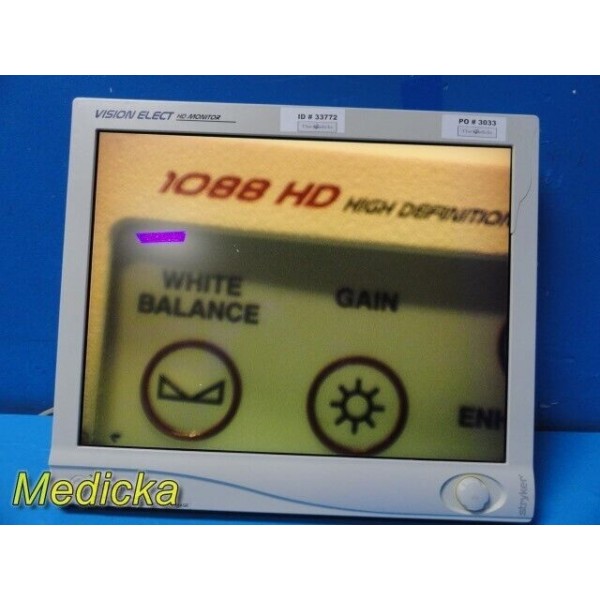 VISION ELECT HD MONITOR
ID # 33772
PO # 3033
1088 HD HIGH DEFINITION
WHITE
BALANCE
GAIN
ENH
Medicka
stryker